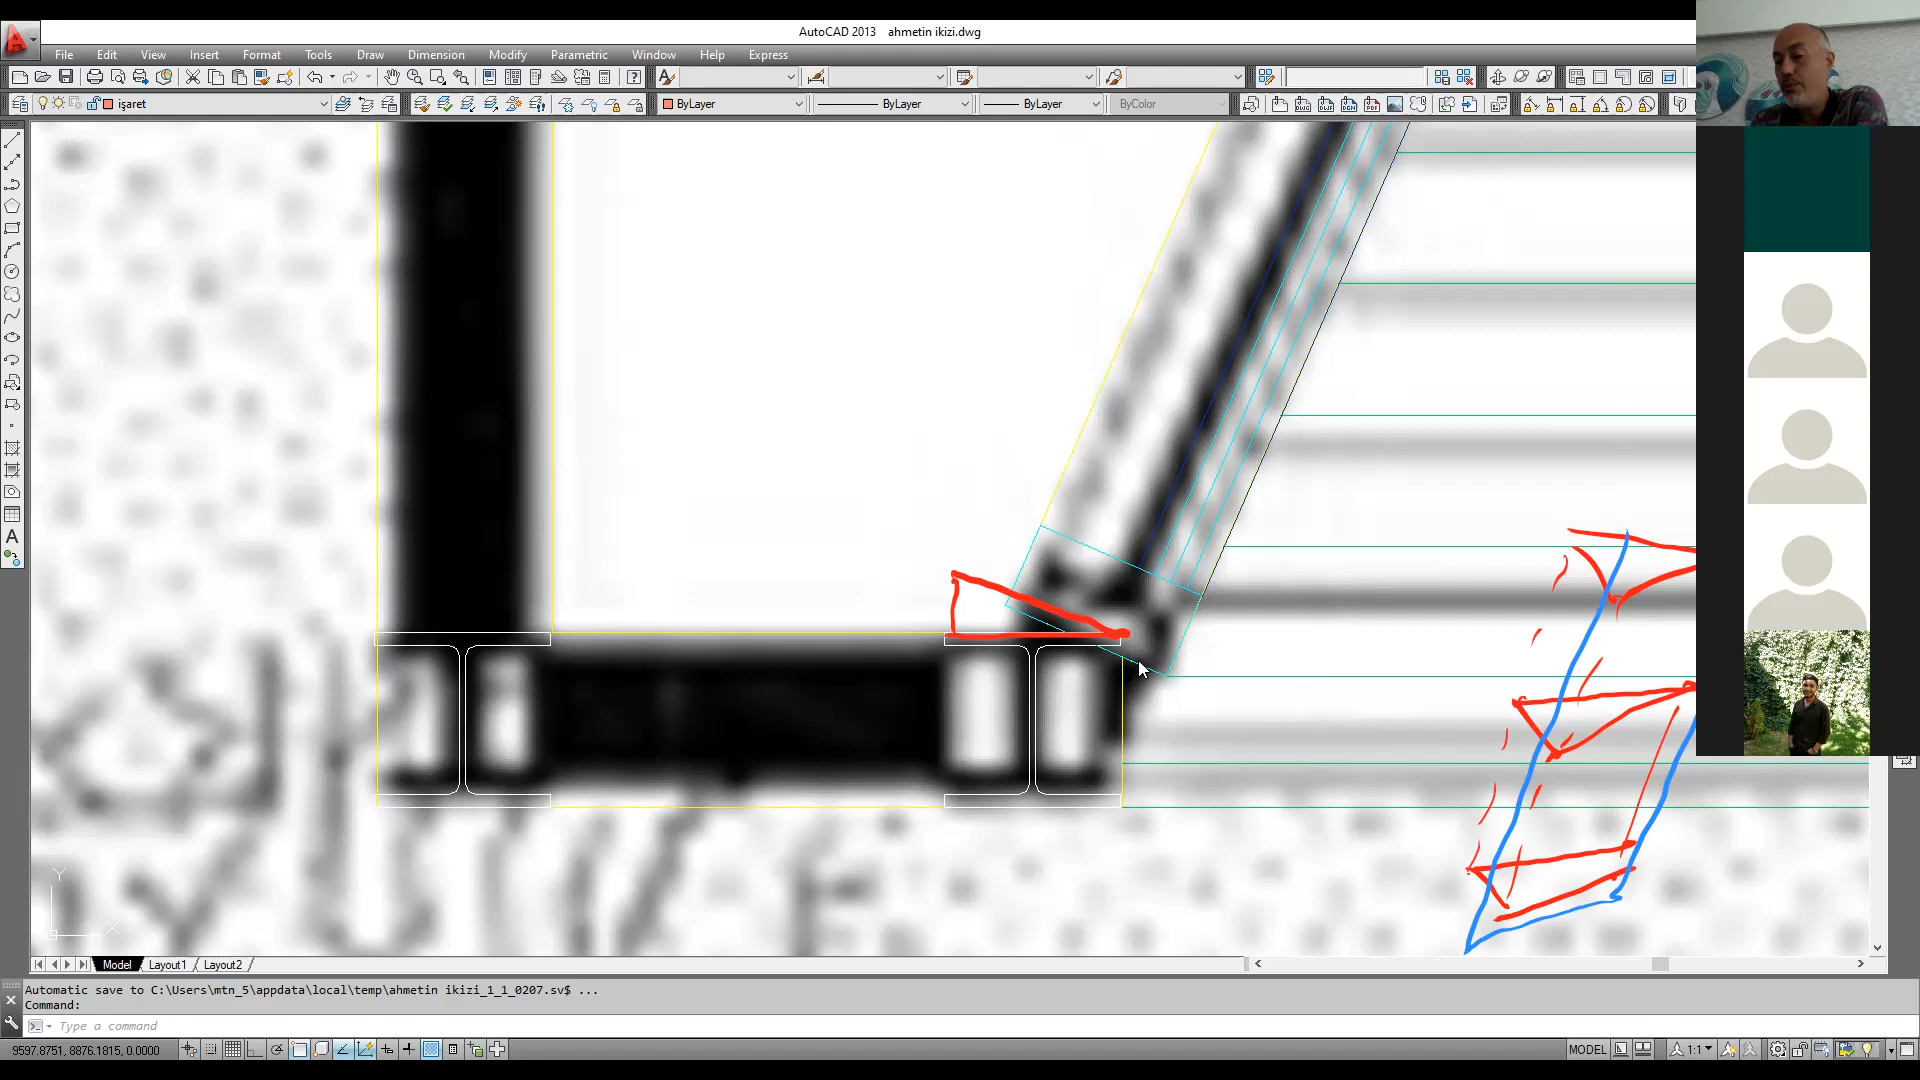 AutoCAD 2013 ahmetin ikizi.dwg
File Edit View Insert Format Tools Draw Dimension Modify Parametric Window Help Express
işaret ByLayer ByLayer ByLayer ByColor
Y
X
Model Layout1 Layout2
Automatic save to C:\Users\mtn_5\appdata\local\temp\ahmetin ikizi_1_1_0207.sv$ ...
Command:
Type a command
9597.8751, 8876.1815, 0.0000 MODEL 1:1